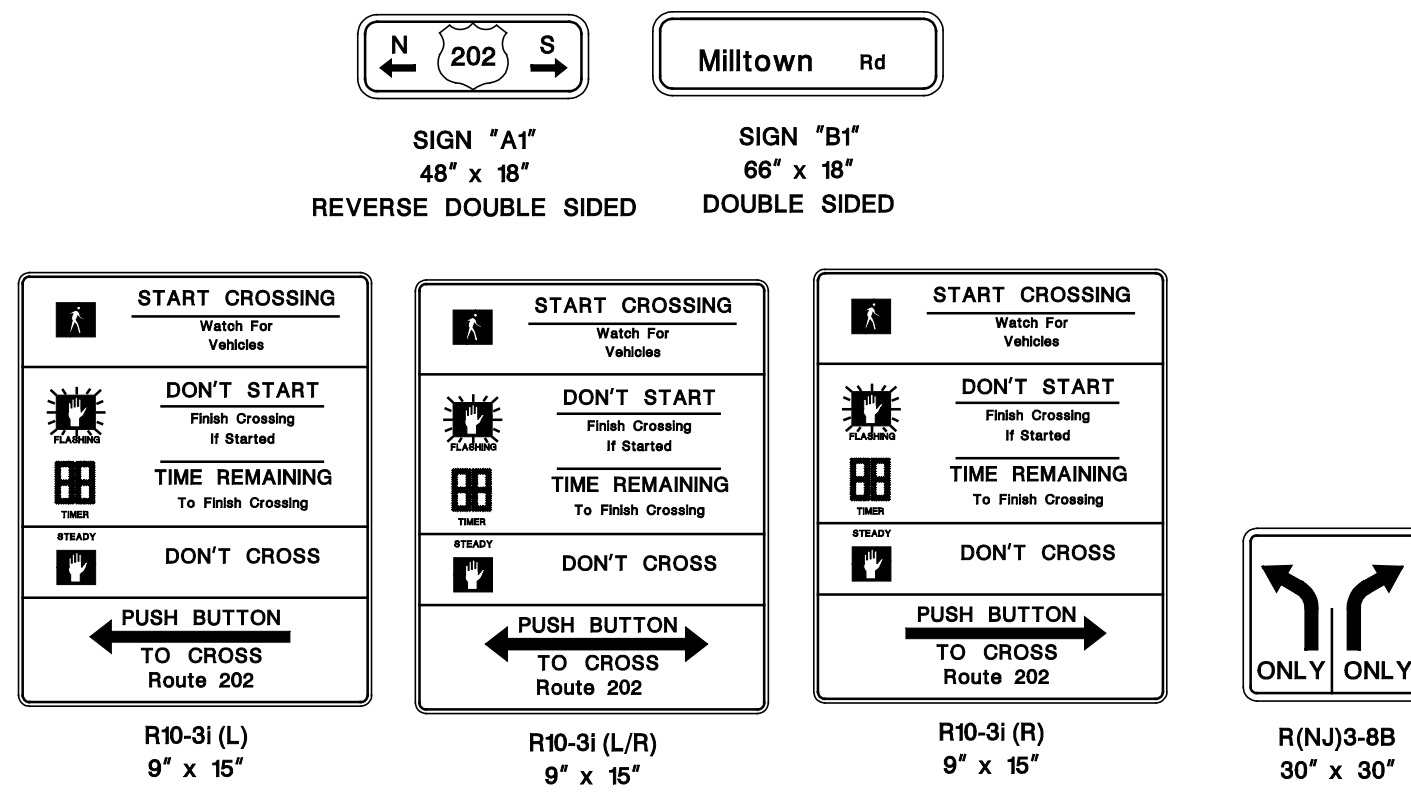 N 202 S
SIGN "A1"
48" x 18"
REVERSE DOUBLE SIDED
Milltown Rd
SIGN "B1"
66" x 18"
DOUBLE SIDED
START CROSSING
Watch For
Vehicles
DON'T START
Finish Crossing
If Started
FLASHING
TIME REMAINING
To Finish Crossing
TIMER
STEADY
DON'T CROSS
PUSH BUTTON
TO CROSS
Route 202
R10-3i (L)
9" x 15"
START CROSSING
Watch For
Vehicles
DON'T START
Finish Crossing
If Started
FLASHING
TIME REMAINING
To Finish Crossing
TIMER
STEADY
DON'T CROSS
PUSH BUTTON
TO CROSS
Route 202
R10-3i (L/R)
9" x 15"
START CROSSING
Watch For
Vehicles
DON'T START
Finish Crossing
If Started
FLASHING
TIME REMAINING
To Finish Crossing
TIMER
STEADY
DON'T CROSS
PUSH BUTTON
TO CROSS
Route 202
R10-3i (R)
9" x 15"
ONLY ONLY
R(NJ)3-8B
30" x 30"